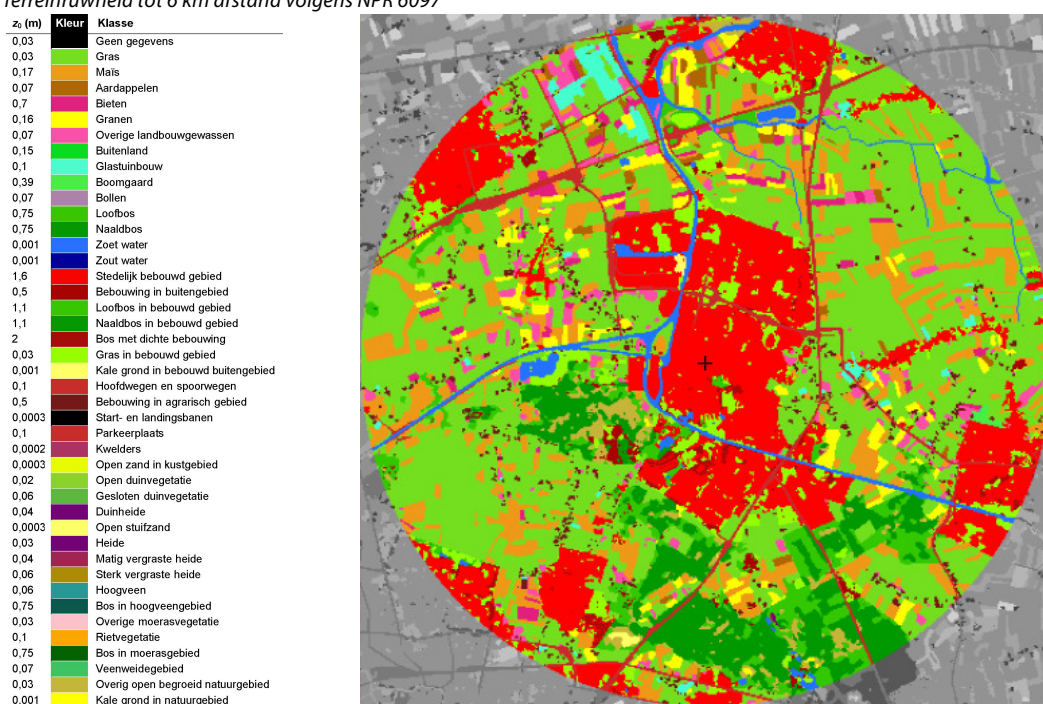 Terreinruwheid tot 6 km afstand volgens NPR 6097
z₀ (m) Kleur Klasse
0,03 Geen gegevens
0,03 Gras
0,17 Maïs
0,07 Aardappelen
0,7 Bieten
0,16 Granen
0,07 Overige landbouwgewassen
0,15 Buitenland
0,1 Glastuinbouw
0,39 Boomgaard
0,07 Bollen
0,75 Loofbos
0,75 Naaldbos
0,001 Zoet water
0,001 Zout water
1,6 Stedelijk bebouwd gebied
0,5 Bebouwing in buitengebied
1,1 Loofbos in bebouwd gebied
1,1 Naaldbos in bebouwd gebied
2 Bos met dichte bebouwing
0,03 Gras in bebouwd gebied
0,001 Kale grond in bebouwd buitengebied
0,1 Hoofdwegen en spoorwegen
0,5 Bebouwing in agrarisch gebied
0,0003 Start- en landingsbanen
0,1 Parkeerplaats
0,0002 Kwelders
0,0003 Open zand in kustgebied
0,02 Open duinvegetatie
0,06 Gesloten duinvegetatie
0,04 Duinheide
0,0003 Open stuifzand
0,03 Heide
0,04 Matig vergraste heide
0,06 Sterk vergraste heide
0,06 Hoogveen
0,75 Bos in hoogveengebied
0,03 Overige moerasvegetatie
0,1 Rietvegetatie
0,75 Bos in moerasgebied
0,07 Veenweidegebied
0,03 Overig open begroeid natuurgebied
0,001 Kale grond in natuurgebied